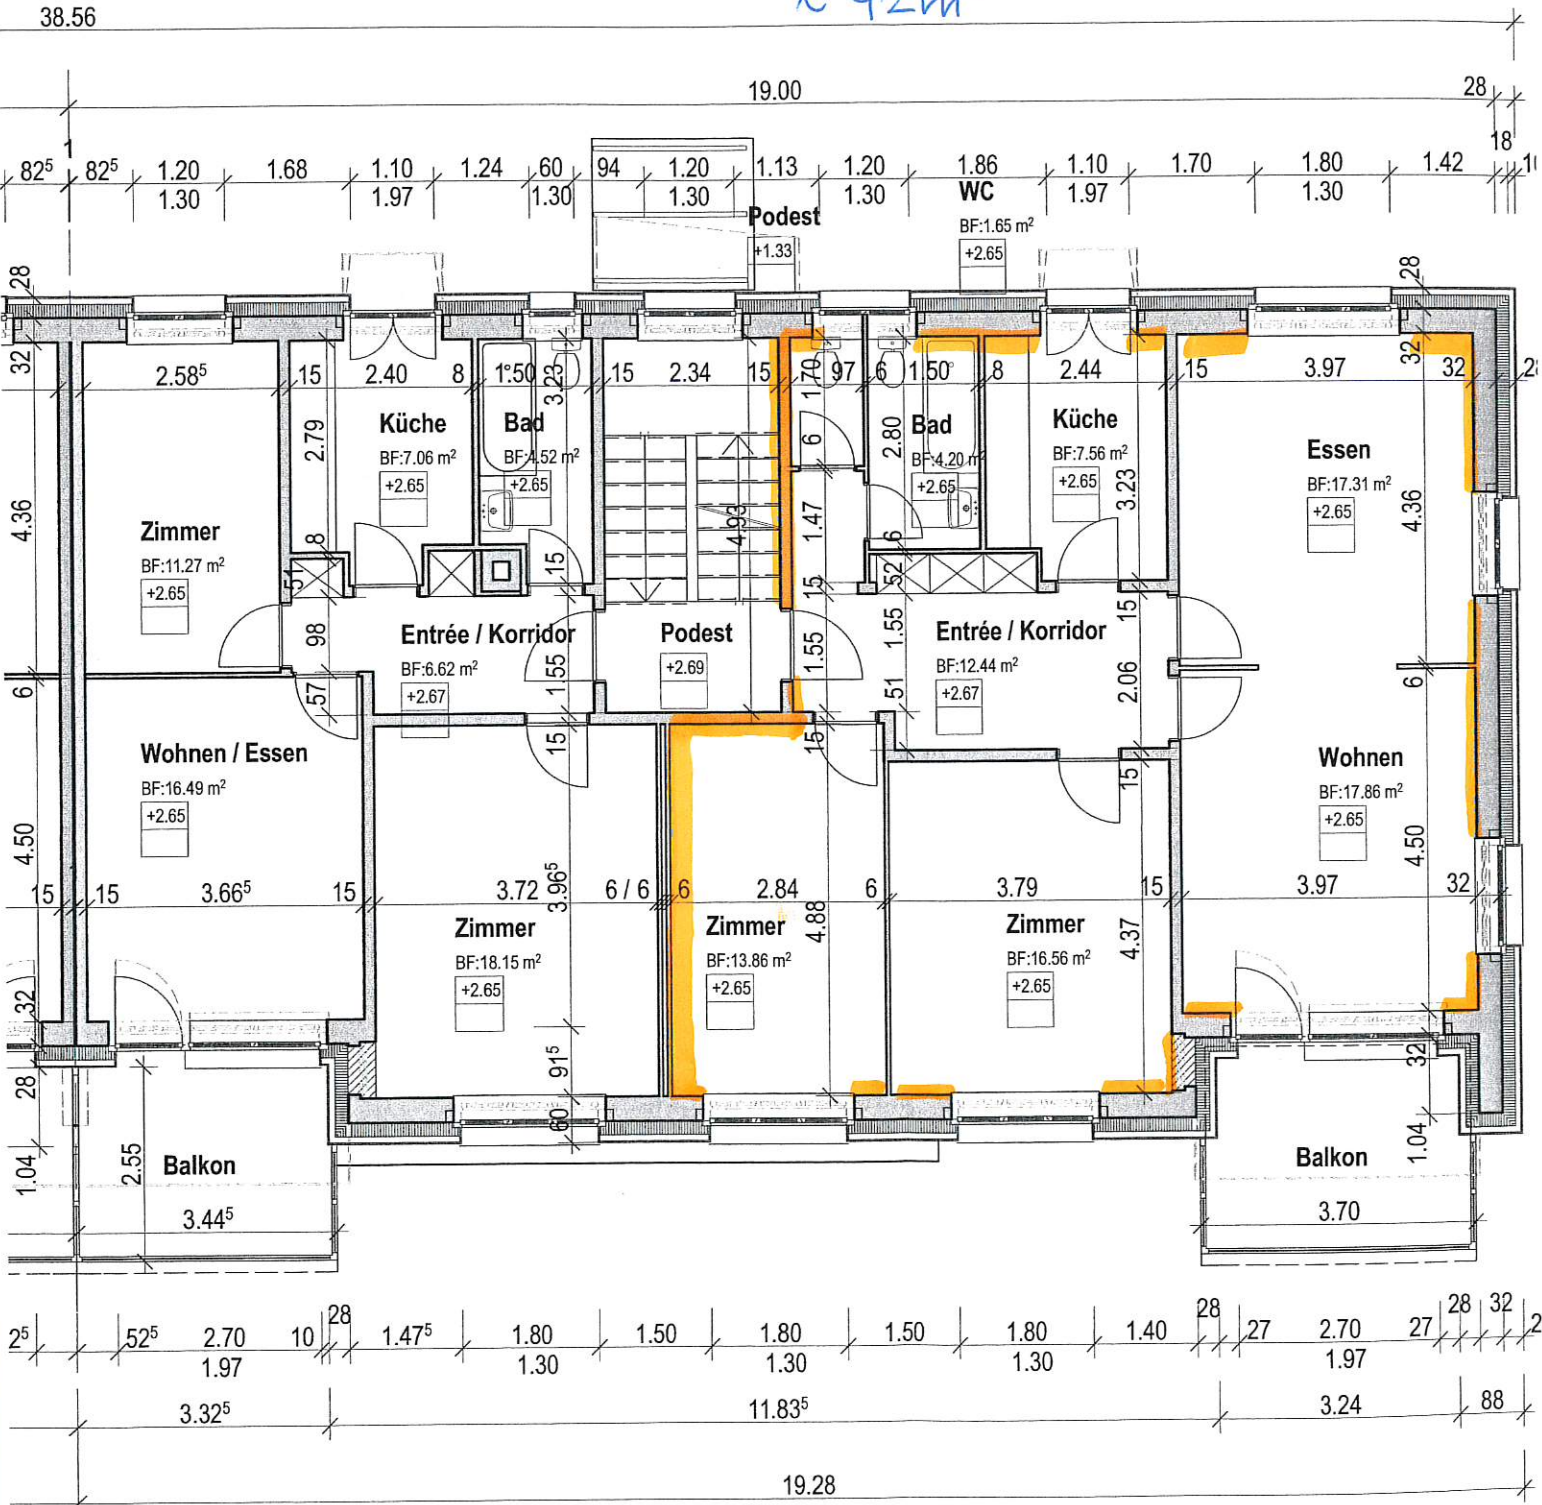 ≈ 42m
38.56
19.00
28
1
18
82⁵ 82⁵ 1.20 1.68 1.10 1.24 60 94 1.20 1.13 1.20 1.86 1.10 1.70 1.80 1.42
1.30 1.97 1.30 1.30 1.30 1.97 1.30
WC
BF:1.65 m²
+2.65
Podest
+1.33
28
28
32
32
2.58⁵ 15 2.40 8 1.50 3.23 15 2.34 15 1.70 97 6 1.50 8 2.44 15 3.97 32
Küche
BF:7.06 m²
+2.65
2.79
Bad
BF:4.52 m²
+2.65
6
2.80
Bad
BF:4.20 m²
+2.65
Küche
BF:7.56 m²
+2.65
3.23
Essen
BF:17.31 m²
+2.65
4.36
4.36
Zimmer
BF:11.27 m²
+2.65
8
51
98
57
15
4.93
1.47
15
6
52
15
Entrée / Korridor
BF:6.62 m²
+2.67
1.55
Podest
+2.69
1.55
1.55
51
Entrée / Korridor
BF:12.44 m²
+2.67
2.06
6
6
15
15
15
Wohnen / Essen
BF:16.49 m²
+2.65
Wohnen
BF:17.86 m²
+2.65
4.50
4.50
15 15 3.66⁵ 15 3.72 3.96⁵ 6 / 6 6 2.84 6 3.79 15 3.97 32
Zimmer
BF:18.15 m²
+2.65
Zimmer
BF:13.86 m²
+2.65
4.88
Zimmer
BF:16.56 m²
+2.65
4.37
32
91⁵
60
28
32
1.04
2.55
Balkon
3.44⁵
Balkon
3.70
1.04
28 28 28 32
2⁵ 52⁵ 2.70 10 1.47⁵ 1.80 1.50 1.80 1.50 1.80 1.40 27 2.70 27 2
1.97 1.30 1.30 1.30 1.97
3.32⁵ 11.83⁵ 3.24 88
19.28